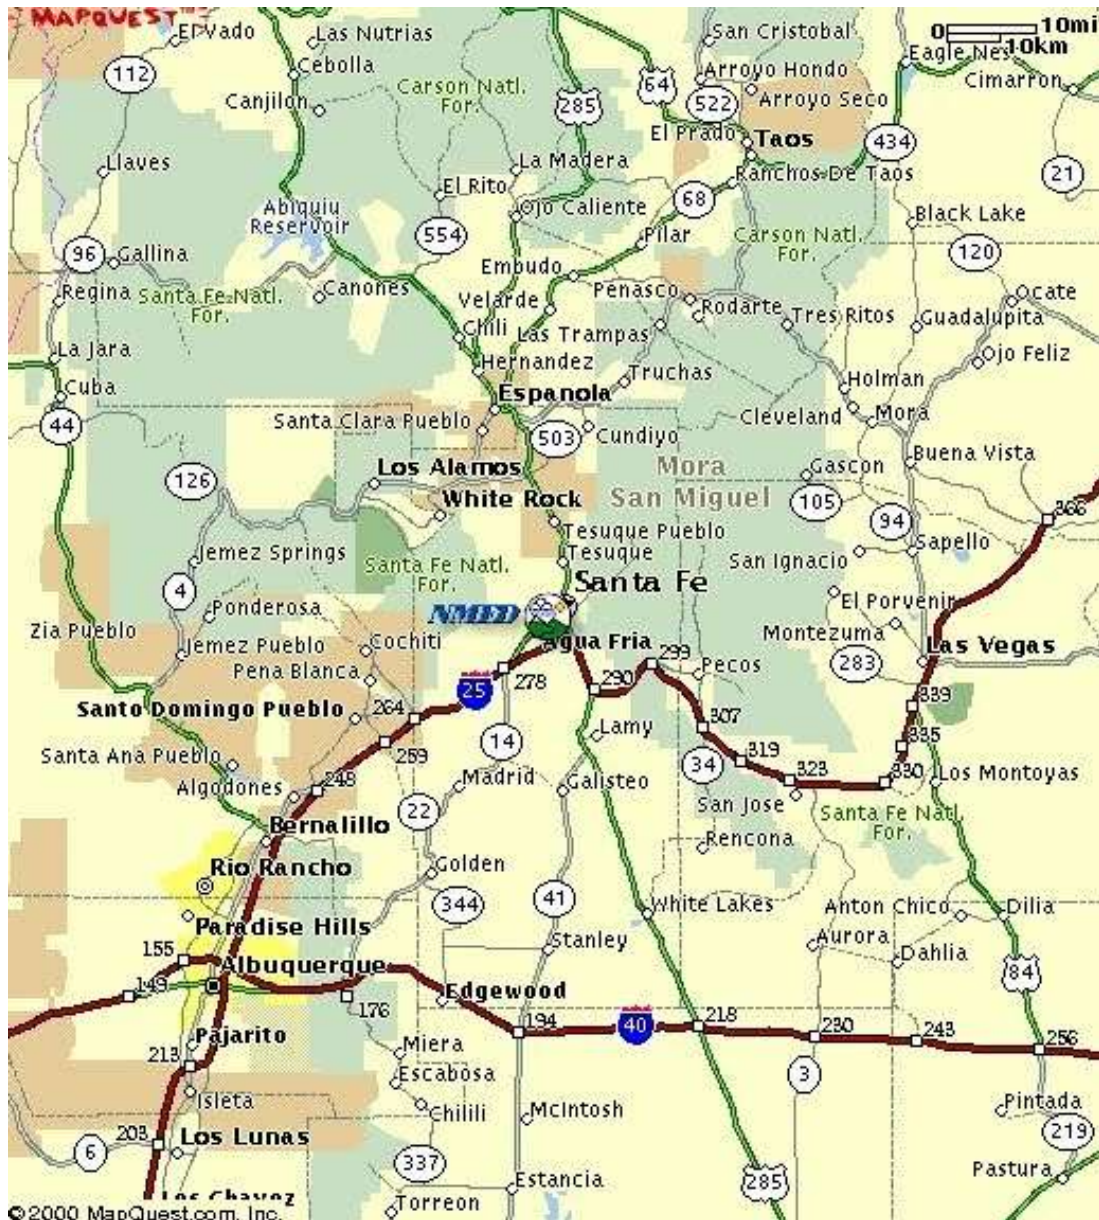 MAPQUEST
El Vado
Las Nutrias
San Cristobal
0 10mi
10km
Eagle Nes
Cebolla
112
64
Arroyo Hondo
Cimarron
Canjilon
Carson Natl.
For.
285
522
Arroyo Seco
El Prado
Taos
434
Llaves
La Madera
Ranchos De Taos
21
El Rito
68
Abiquiu
Reservoir
Ojo Caliente
Black Lake
554
Pilar
Carson Natl.
For.
120
96
Gallina
Embudo
Regina
Santa Fe Natl.
For.
Canones
Velarde
Penasco
Rodarte
Ocate
Chili
Las Trampas
Tres Ritos
Guadalupita
La Jara
Hernandez
Ojo Feliz
Cuba
Espanola
Truchas
Holman
44
Santa Clara Pueblo
503
Cundiyo
Cleveland
Mora
Los Alamos
Mora
San Miguel
Gascon
Buena Vista
126
White Rock
105
94
366
Tesuque Pueblo
Jemez Springs
Tesuque
San Ignacio
Sapello
Santa Fe Natl.
For.
Santa Fe
4
NMED
El Porvenir
Ponderosa
Zia Pueblo
Cochiti
Agua Fria
Montezuma
Jemez Pueblo
299
Pecos
283
Las Vegas
Pena Blanca
278
25
290
339
Santo Domingo Pueblo
264
307
14
Lamy
335
Santa Ana Pueblo
259
319
34
323
330
Algodones
248
Madrid
Galisteo
Los Montoyas
22
San Jose
Santa Fe Natl.
For.
Bernalillo
Rencona
Rio Rancho
Golden
344
41
White Lakes
Anton Chico
Dilia
Paradise Hills
Stanley
Aurora
155
Dahlia
Albuquerque
84
149
Edgewood
176
194
40
218
230
243
256
Pajarito
Miera
213
3
Escabosa
Isleta
Chilili
McIntosh
Pintada
203
Los Lunas
219
6
337
285
Pastura
Estancia
Los Chavez
Torreon
©2000 MapQuest.com, Inc.